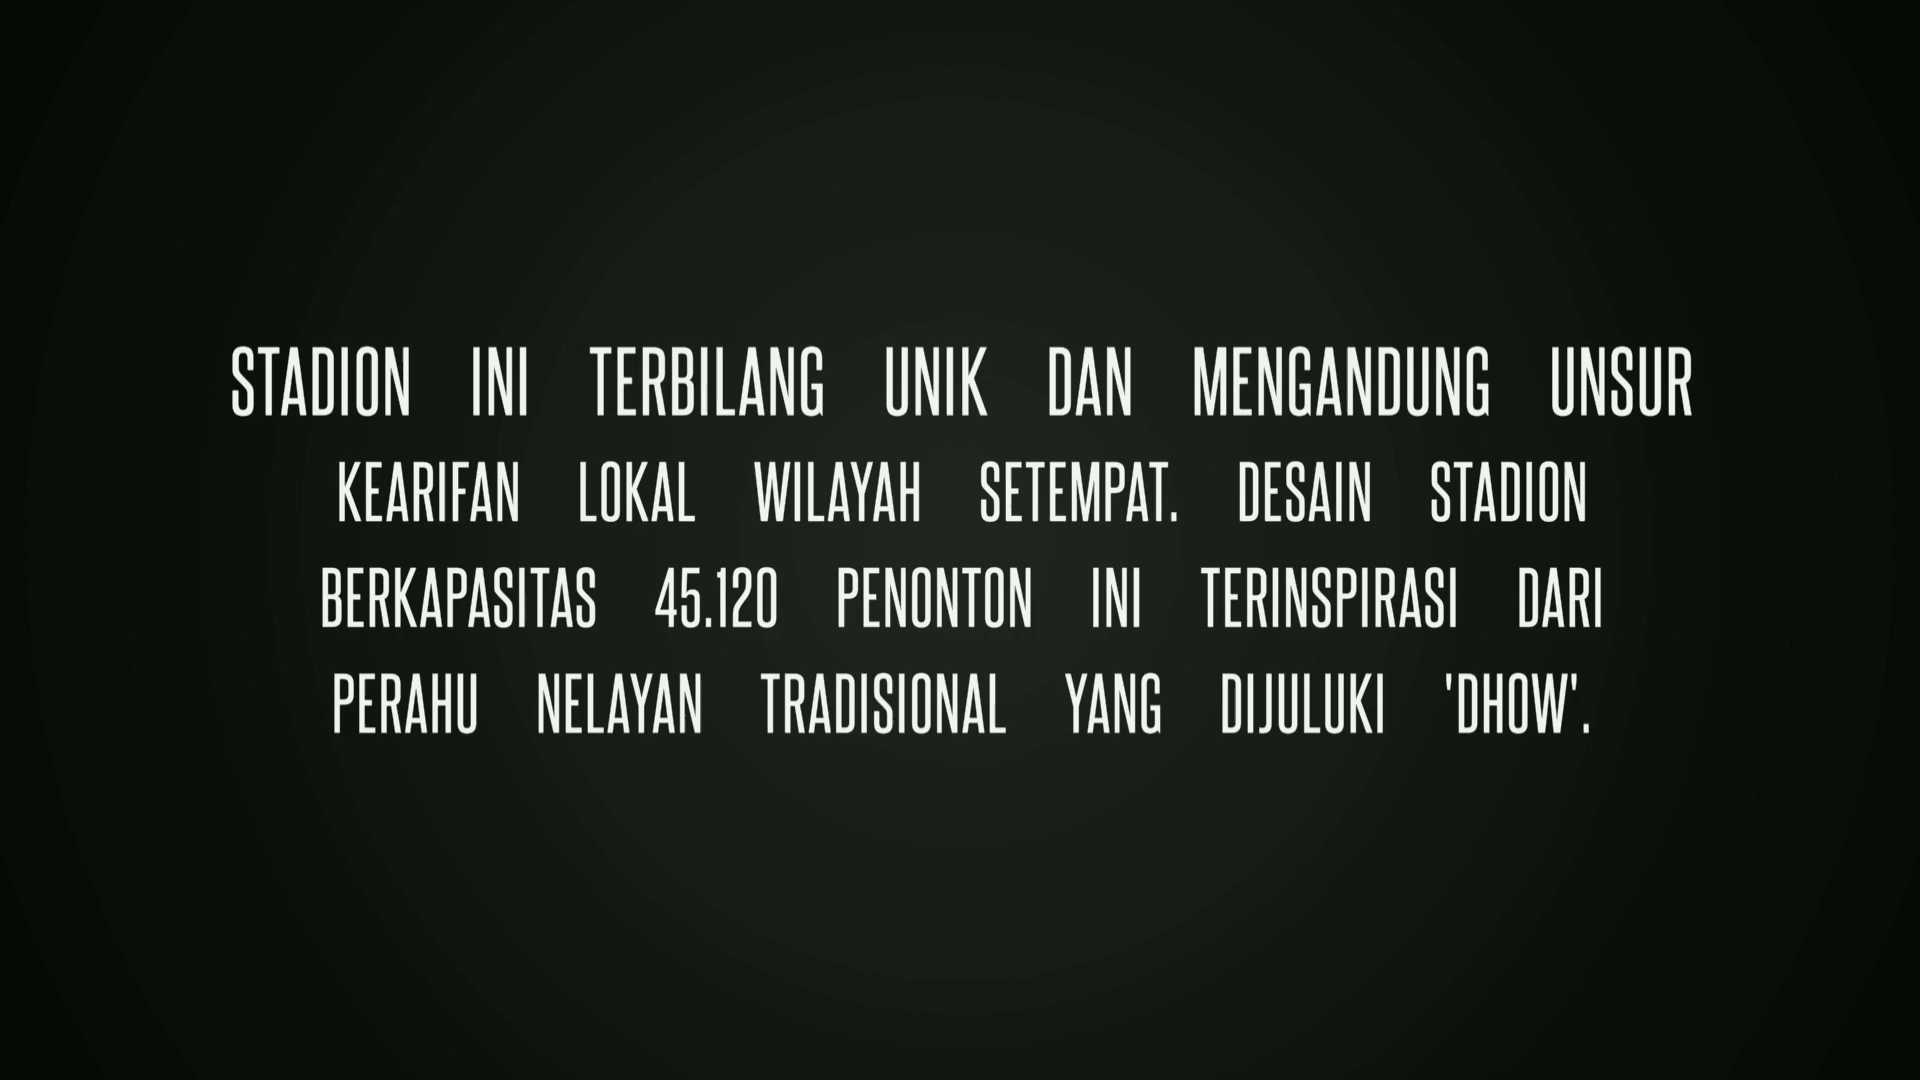 STADION INI TERBILANG UNIK DAN MENGANDUNG UNSUR
KEARIFAN LOKAL WILAYAH SETEMPAT. DESAIN STADION
BERKAPASITAS 45.120 PENONTON INI TERINSPIRASI DARI
PERAHU NELAYAN TRADISIONAL YANG DIJULUKI 'DHOW'.